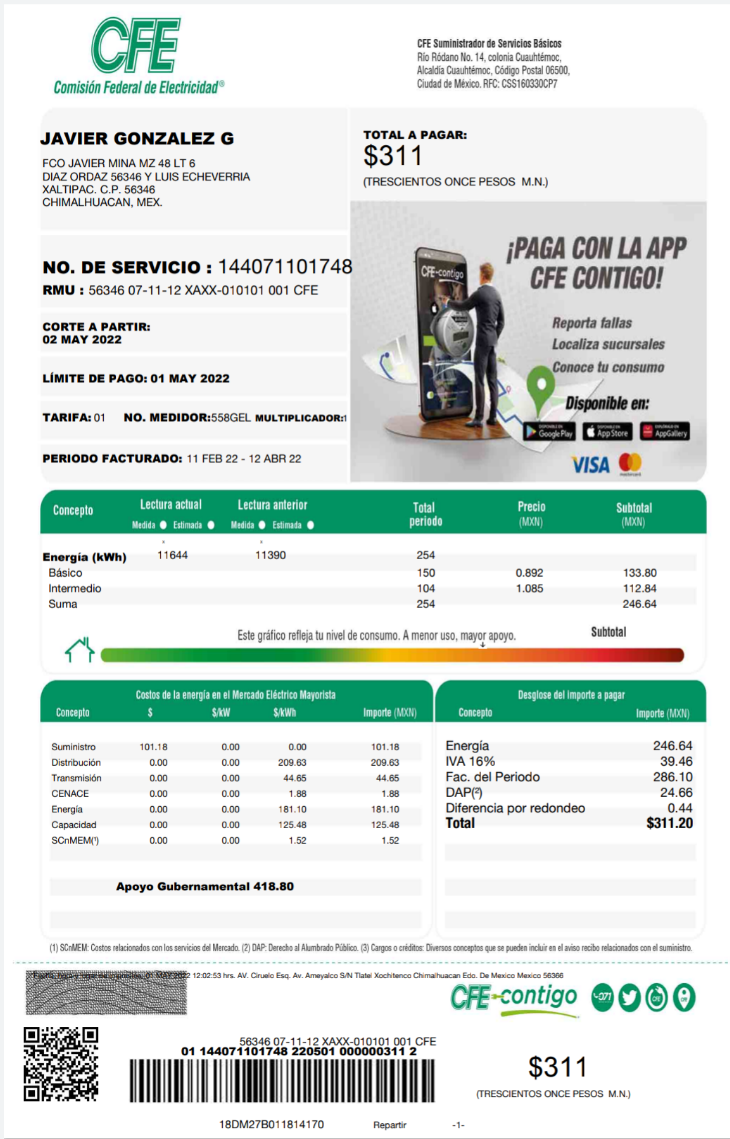 CFE
Comisión Federal de Electricidad®
CFE Suministrador de Servicios Básicos
Río Ródano No. 14, colonia Cuauhtémoc,
Alcaldía Cuauhtémoc, Código Postal 06500,
Ciudad de México. RFC: CSS160330CP7
JAVIER GONZALEZ G
FCO JAVIER MINA MZ 48 LT 6
DIAZ ORDAZ 56346 Y LUIS ECHEVERRIA
XALTIPAC. C.P. 56346
CHIMALHUACAN, MEX.
TOTAL A PAGAR:
$311
(TRESCIENTOS ONCE PESOS M.N.)
NO. DE SERVICIO : 144071101748
RMU : 56346 07-11-12 XAXX-010101 001 CFE
CORTE A PARTIR:
02 MAY 2022
LÍMITE DE PAGO: 01 MAY 2022
TARIFA: 01 NO. MEDIDOR:558GEL MULTIPLICADOR:1
PERIODO FACTURADO: 11 FEB 22 - 12 ABR 22
¡PAGA CON LA APP
CFE CONTIGO!
CFE-contigo
Reporta fallas
Localiza sucursales
Conoce tu consumo
Disponible en:
Google Play App Store AppGallery
VISA mastercard
Concepto Lectura actual Lectura anterior Total periodo Precio (MXN) Subtotal (MXN)
Medida Estimada Medida Estimada
Energía (kWh) 11644 11390 254
Básico 150 0.892 133.80
Intermedio 104 1.085 112.84
Suma 254 246.64
Este gráfico refleja tu nivel de consumo. A menor uso, mayor apoyo. Subtotal
Costos de la energía en el Mercado Eléctrico Mayorista
Concepto $ $/kW $/kWh Importe (MXN)
Suministro 101.18 0.00 0.00 101.18
Distribución 0.00 0.00 209.63 209.63
Transmisión 0.00 0.00 44.65 44.65
CENACE 0.00 0.00 1.88 1.88
Energía 0.00 0.00 181.10 181.10
Capacidad 0.00 0.00 125.48 125.48
SCnMEM(¹) 0.00 0.00 1.52 1.52
Apoyo Gubernamental 418.80
Desglose del importe a pagar
Concepto Importe (MXN)
Energía 246.64
IVA 16% 39.46
Fac. del Periodo 286.10
DAP(²) 24.66
Diferencia por redondeo 0.44
Total $311.20
(1) SCnMEM: Costos relacionados con los servicios del Mercado. (2) DAP: Derecho al Alumbrado Público. (3) Cargos o créditos: Diversos conceptos que se pueden incluir en el aviso recibo relacionados con el suministro.
01 MAY 2022 12:02:53 hrs. AV. Ciruelo Esq. Av. Ameyalco S/N Tlatel Xochitenco Chimalhuacan Edo. De Mexico Mexico 56366
CFE-contigo
071
56346 07-11-12 XAXX-010101 001 CFE
01 144071101748 220501 000000311 2
$311
(TRESCIENTOS ONCE PESOS M.N.)
18DM27B011814170 Repartir -1-